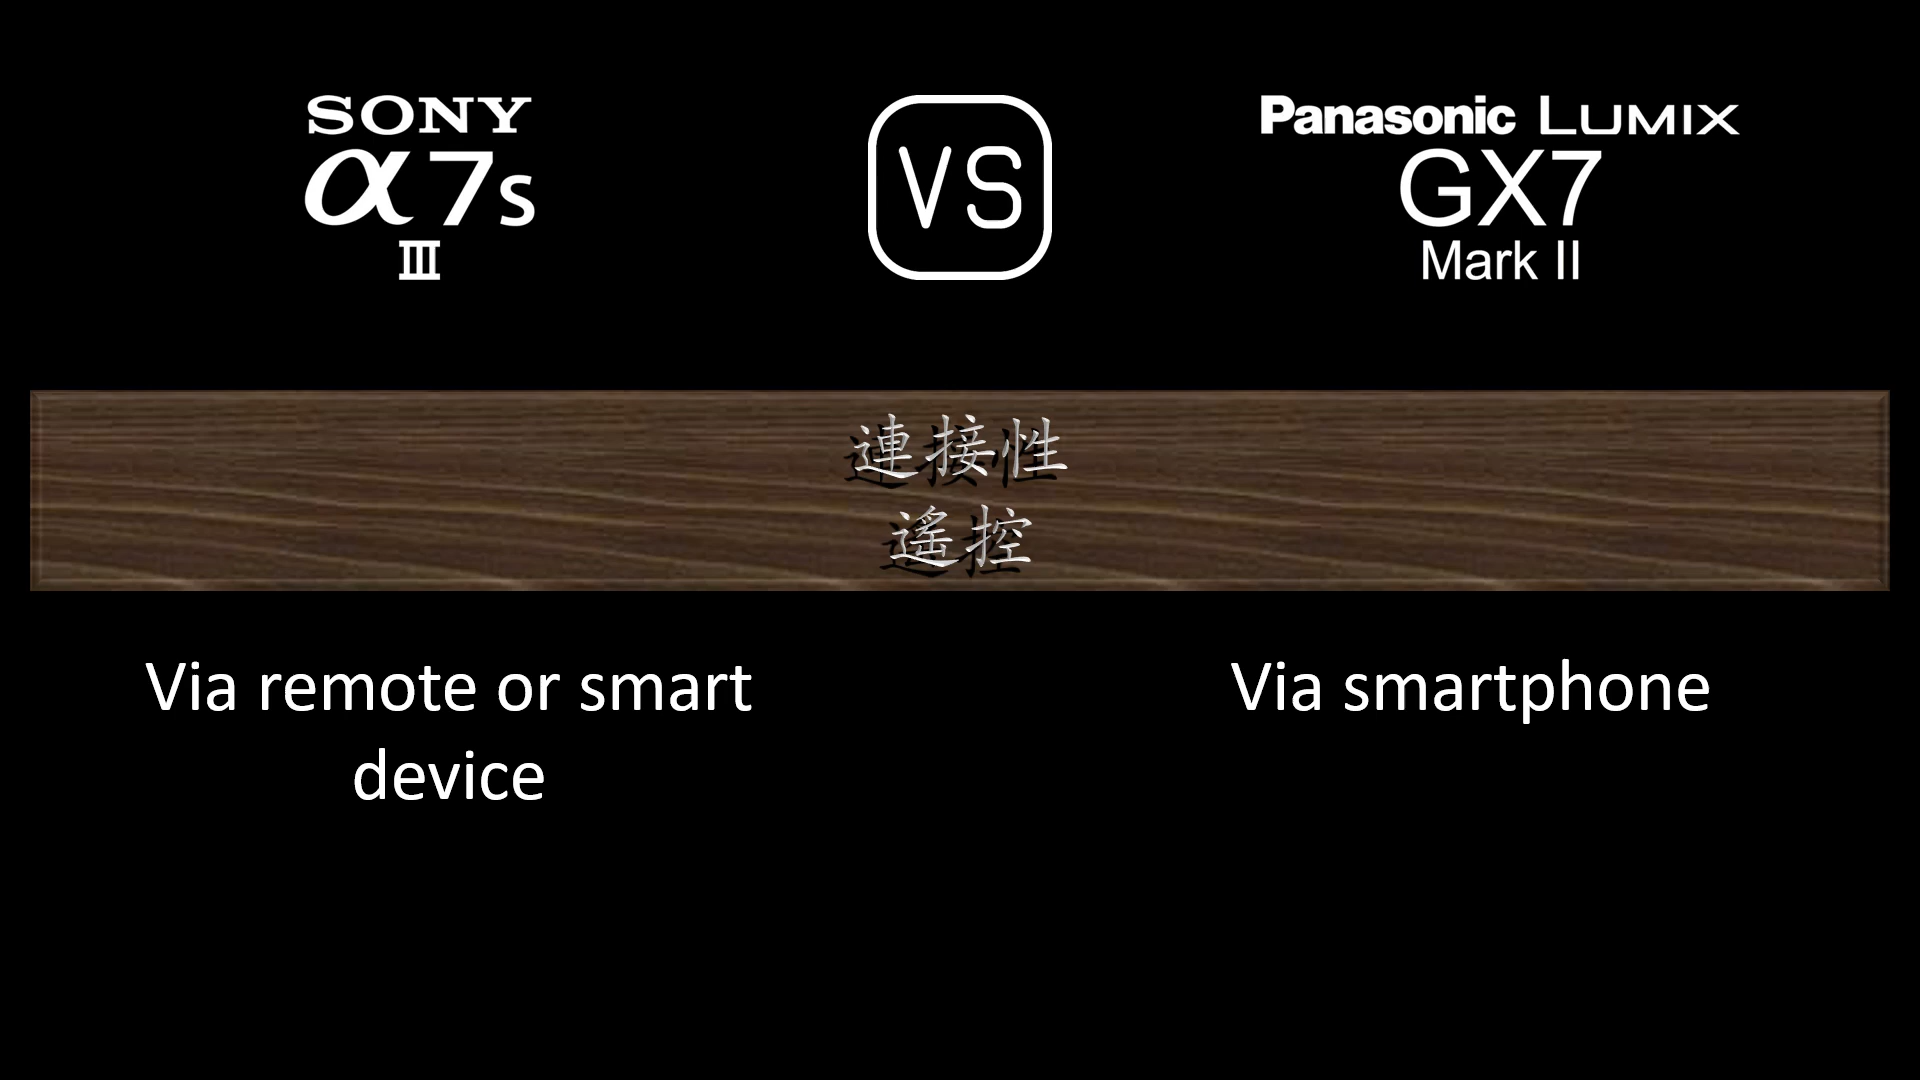 SONY
α7s
III
VS
Panasonic LUMIX
GX7
Mark II
連接性
遙控
Via remote or smart
device
Via smartphone